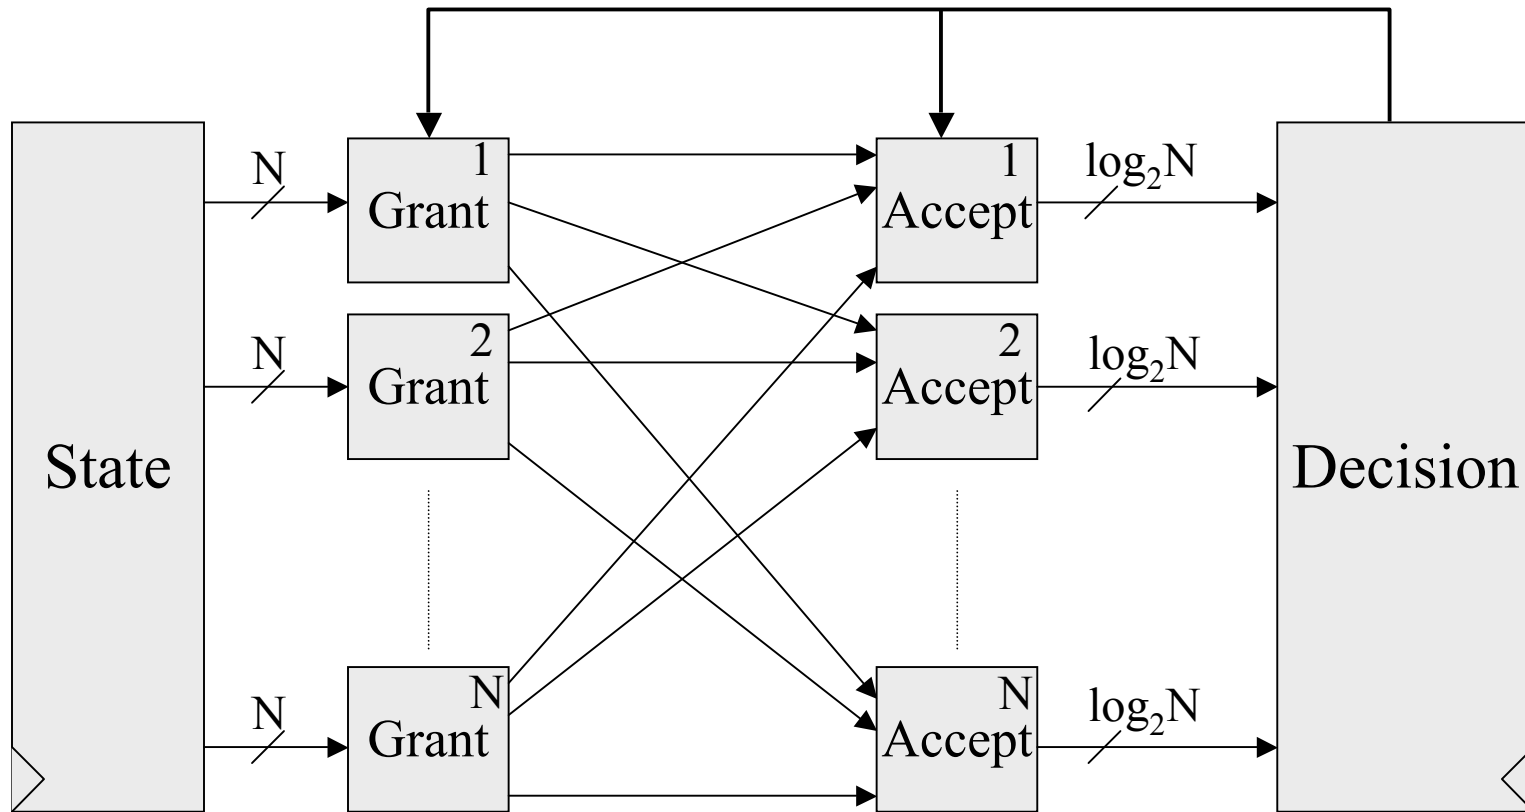 1
Grant
N
1
Accept
log₂N
2
Grant
N
2
Accept
log₂N
State
Decision
N
Grant
N
N
Accept
log₂N